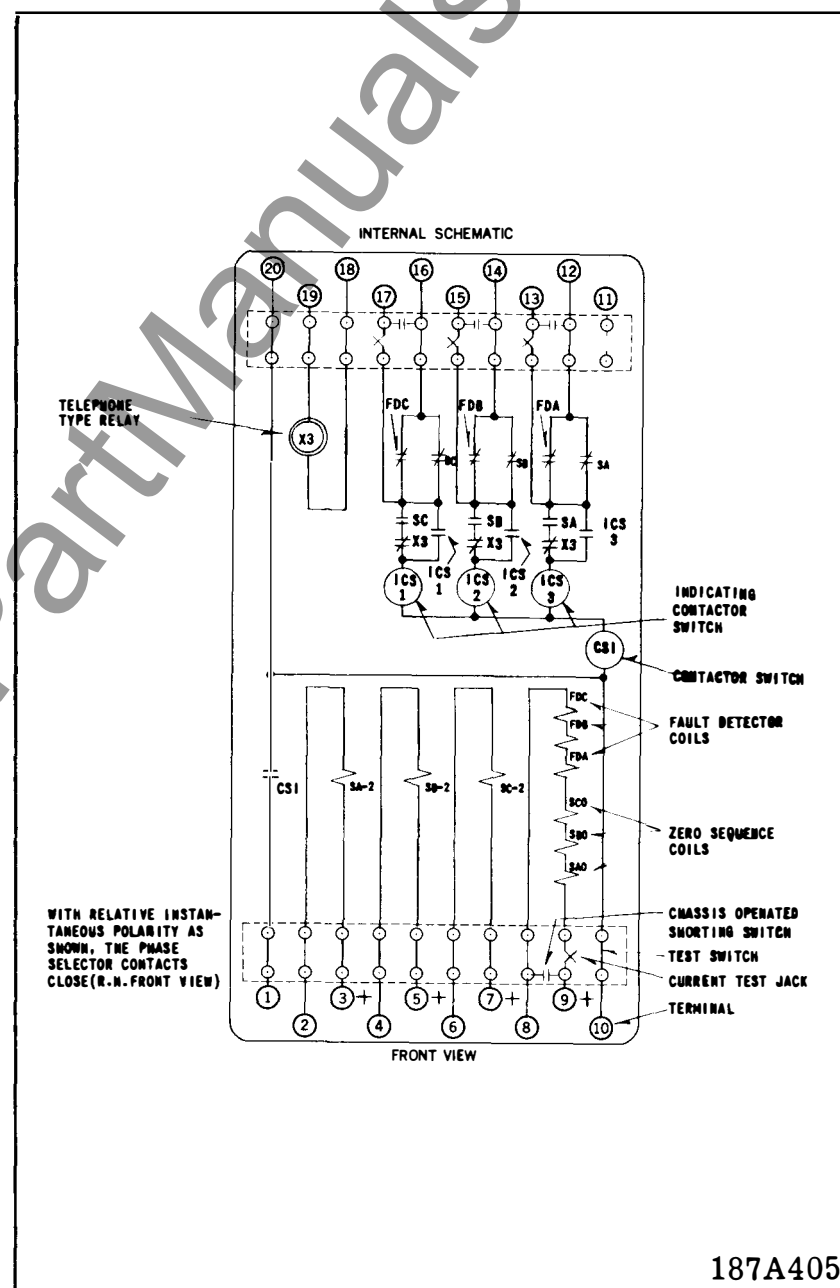 PartManuals
INTERNAL SCHEMATIC
20
18
16
14
12
19
17
15
13
11
TELEPHONE
TYPE RELAY
X3
FDC
FDB
FDA
SB
SA
SC
SB
SA
ICS
3
X3
X3
X3
ICS
1
ICS
1
ICS
2
ICS
2
ICS
3
INDICATING
CONTACTOR
SWITCH
CS1
CONTACTOR SWITCH
FDC
FDB
FDA
FAULT DETECTOR
COILS
CS1
SA-2
SB-2
SC-2
SCO
SBO
SAO
ZERO SEQUENCE
COILS
WITH RELATIVE INSTAN-
TANEOUS POLARITY AS
SHOWN, THE PHASE
SELECTOR CONTACTS
CLOSE(R.H.FRONT VIEW)
CHASSIS OPERATED
SHORTING SWITCH
TEST SWITCH
CURRENT TEST JACK
TERMINAL
1
3 +
5 +
7 +
9 +
2
4
6
8
10
FRONT VIEW
187A405